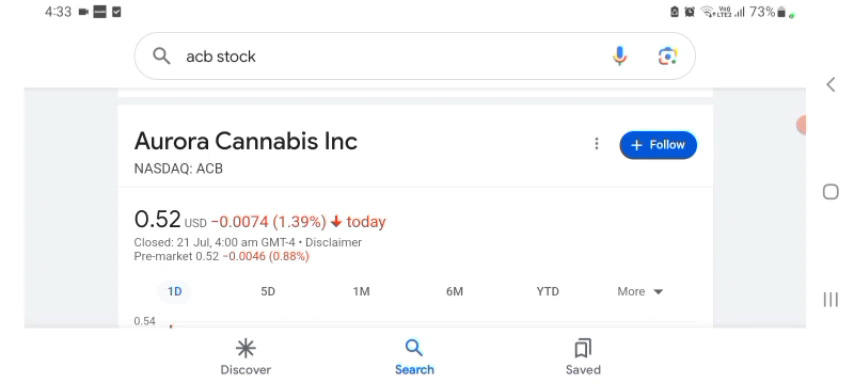 4:33
73%
acb stock
Aurora Cannabis Inc
+ Follow
NASDAQ: ACB
0.52 USD −0.0074 (1.39%) ↓ today
Closed: 21 Jul, 4:00 am GMT-4 • Disclaimer
Pre-market 0.52 −0.0046 (0.88%)
1D 5D 1M 6M YTD More
0.54
Discover Search Saved